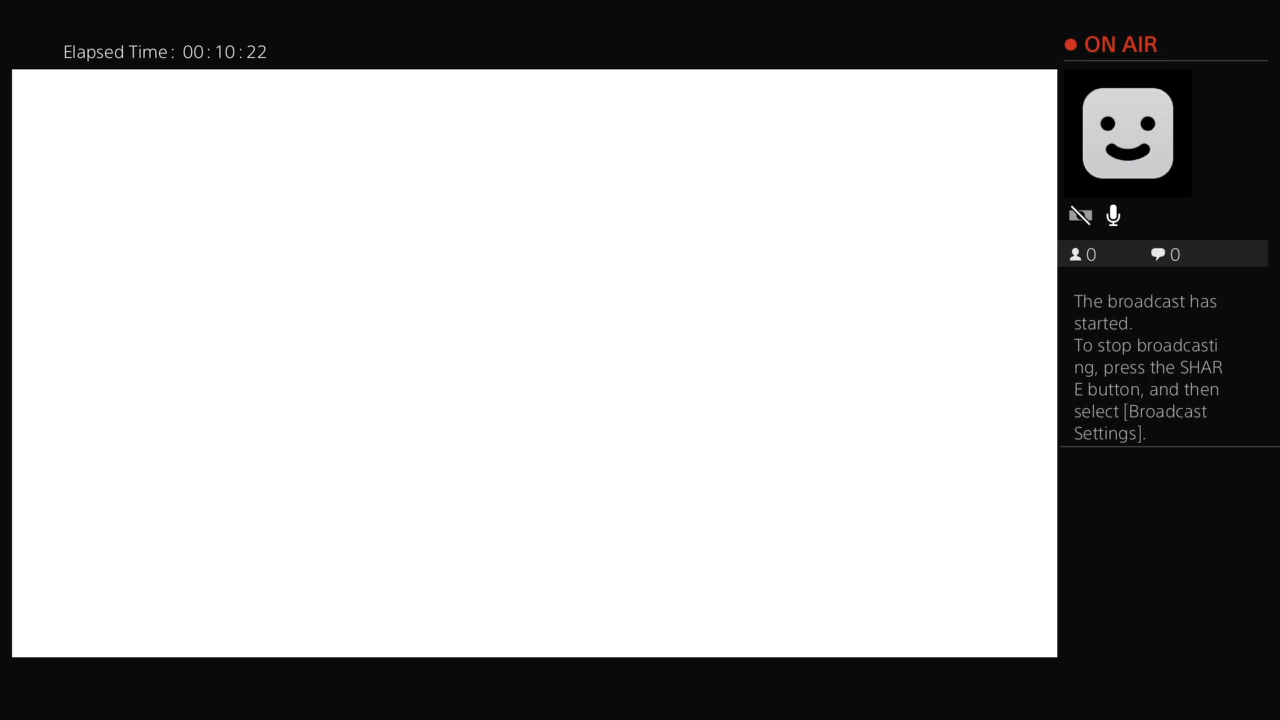 Elapsed Time: 00:10:22
ON AIR
0 0
The broadcast has
started.
To stop broadcasti
ng, press the SHAR
E button, and then
select [Broadcast
Settings].